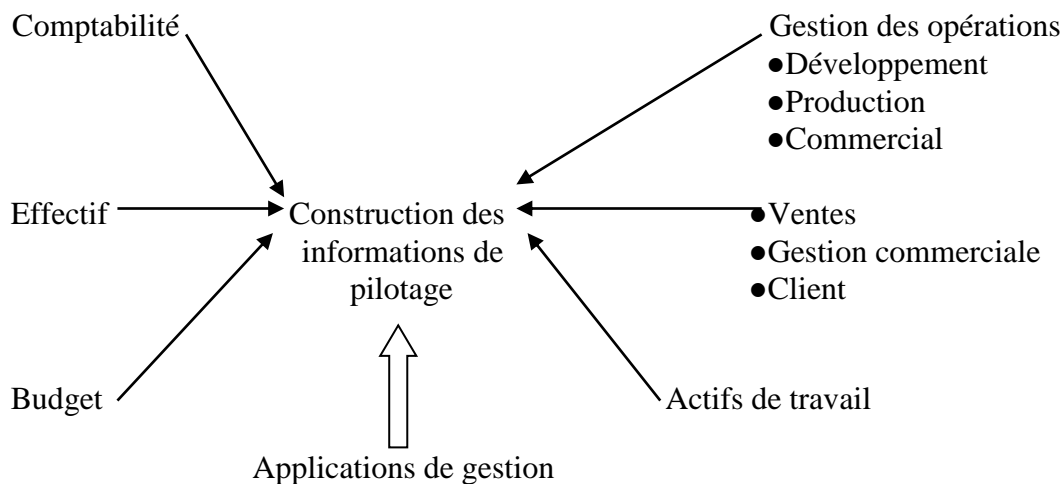 Comptabilité
Gestion des opérations
●Développement
●Production
●Commercial
Effectif
Construction des
informations de
pilotage
●Ventes
●Gestion commerciale
●Client
Budget
Actifs de travail
Applications de gestion